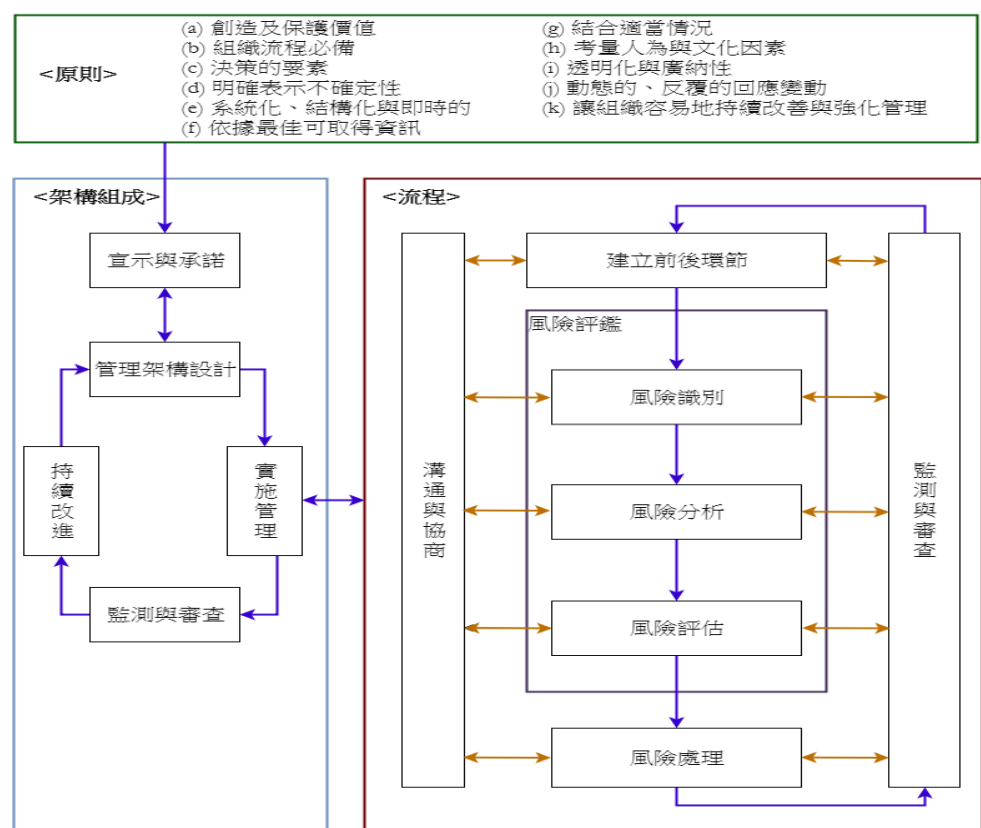 <原則>
(a) 創造及保護價值
(b) 組織流程必備
(c) 決策的要素
(d) 明確表示不確定性
(e) 系統化、結構化與即時的
(f) 依據最佳可取得資訊
(g) 結合適當情況
(h) 考量人為與文化因素
(i) 透明化與廣納性
(j) 動態的、反覆的回應變動
(k) 讓組織容易地持續改善與強化管理
<架構組成>
宣示與承諾
管理架構設計
持續改進
實施管理
監測與審查
<流程>
溝通與協商
建立前後環節
風險評鑑
風險識別
風險分析
風險評估
風險處理
監測與審查